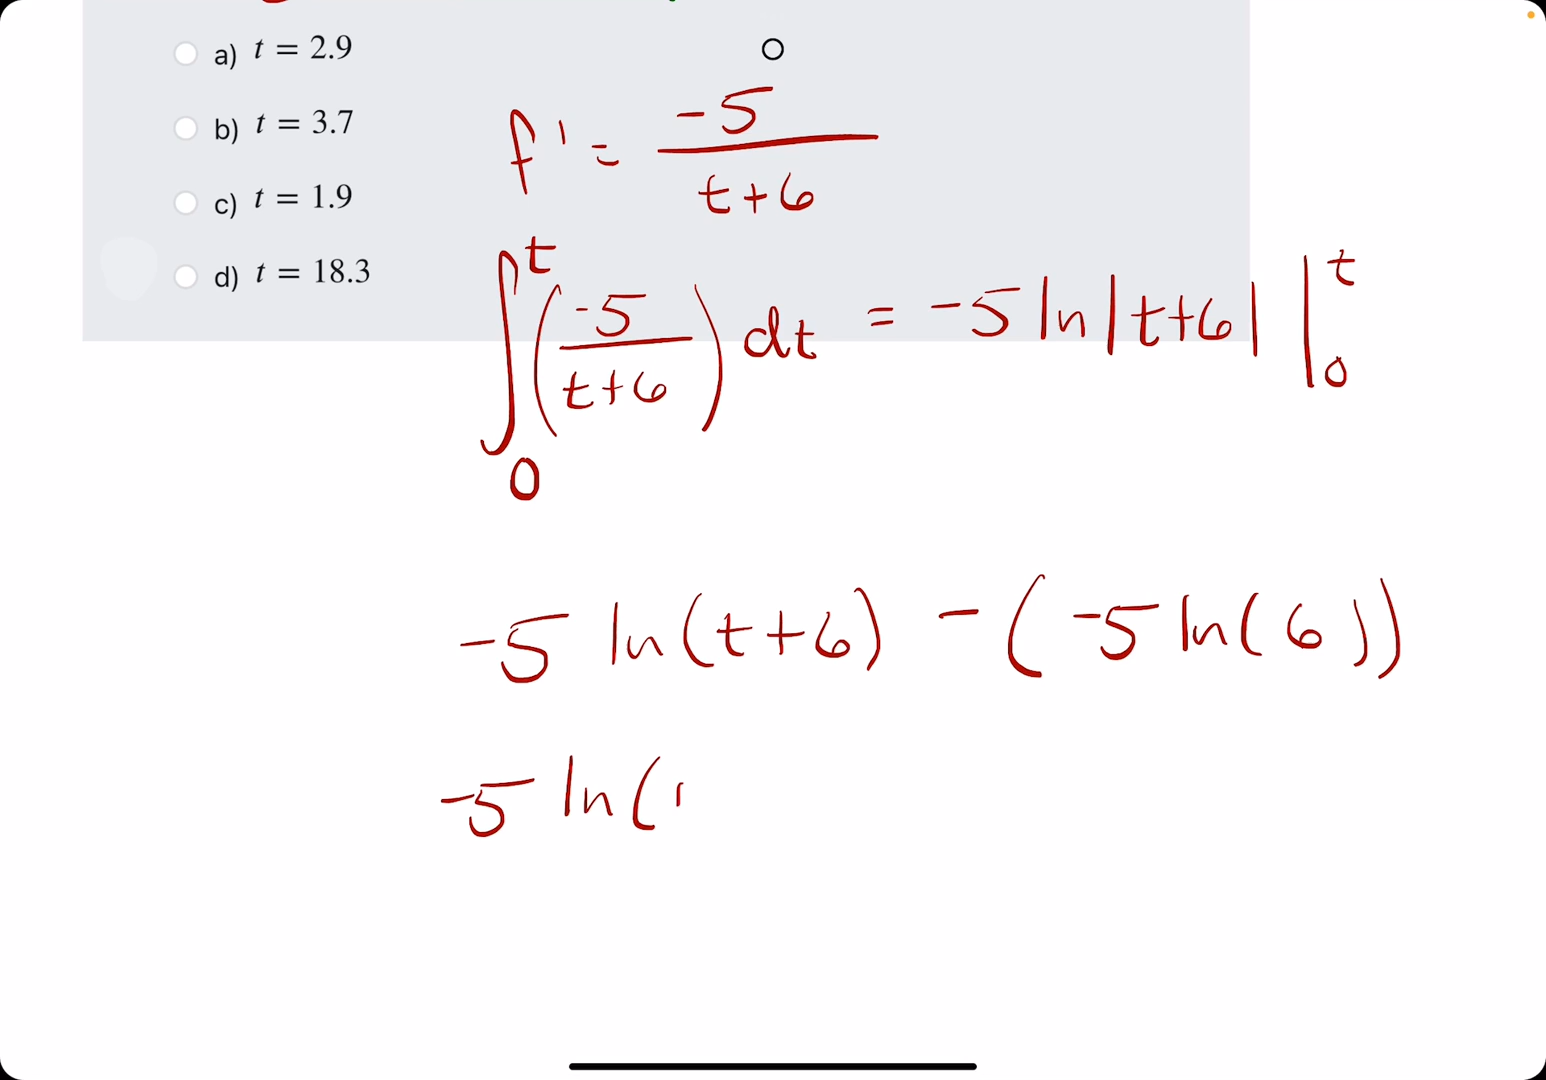 a) t = 2.9
b) t = 3.7
c) t = 1.9
d) t = 18.3
f' = -5 / t+6
∫₀ᵗ (-5 / t+6) dt = -5 ln|t+6| |₀ᵗ
-5 ln(t+6) - (-5 ln(6))
-5 ln(